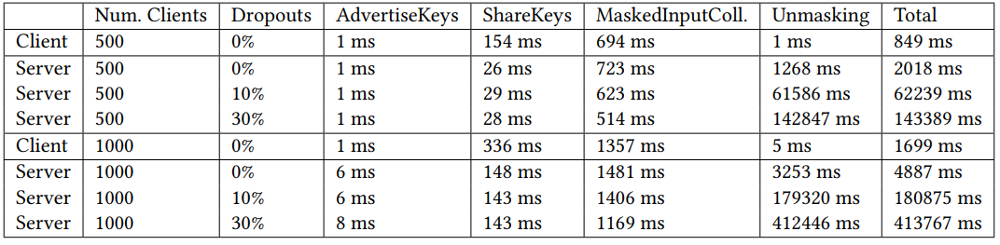 Num. Clients Dropouts AdvertiseKeys ShareKeys MaskedInputColl. Unmasking Total
Client 500 0% 1 ms 154 ms 694 ms 1 ms 849 ms
Server 500 0% 1 ms 26 ms 723 ms 1268 ms 2018 ms
Server 500 10% 1 ms 29 ms 623 ms 61586 ms 62239 ms
Server 500 30% 1 ms 28 ms 514 ms 142847 ms 143389 ms
Client 1000 0% 1 ms 336 ms 1357 ms 5 ms 1699 ms
Server 1000 0% 6 ms 148 ms 1481 ms 3253 ms 4887 ms
Server 1000 10% 6 ms 143 ms 1406 ms 179320 ms 180875 ms
Server 1000 30% 8 ms 143 ms 1169 ms 412446 ms 413767 ms